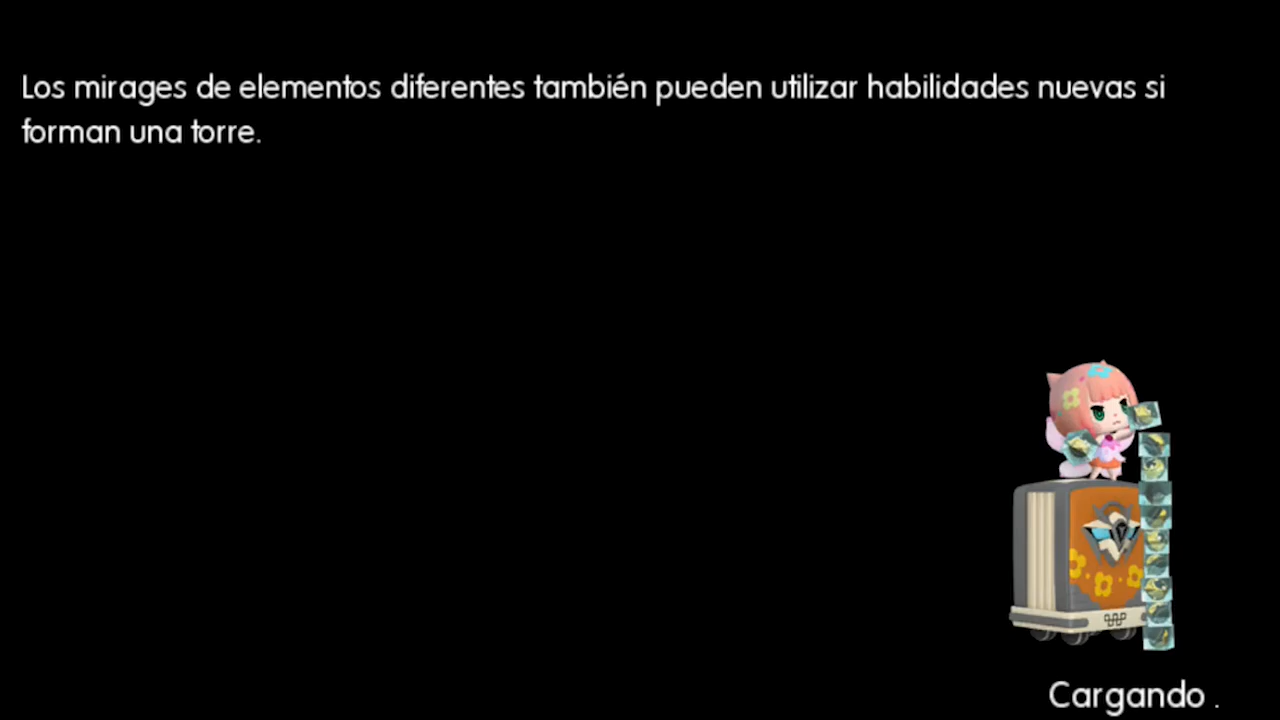 Los mirages de elementos diferentes también pueden utilizar habilidades nuevas si
forman una torre.
Cargando .